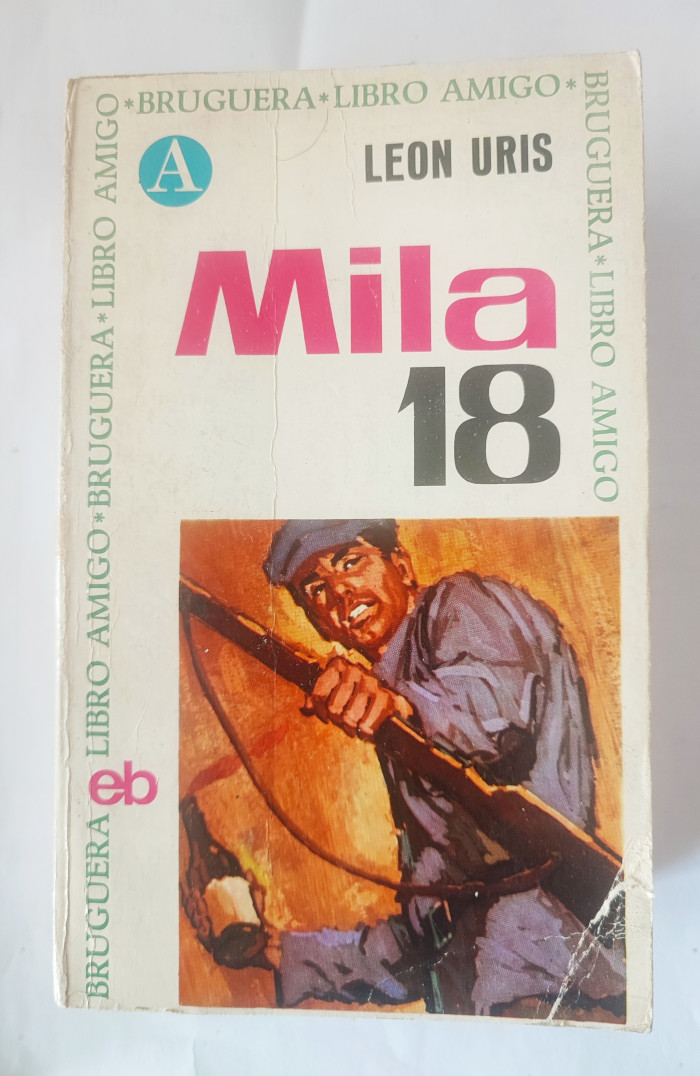 *BRUGUERA*LIBRO AMIGO*
BRUGUERA*LIBRO AMIGO
BRUGUERA LIBRO AMIGO*BRUGUERA*LIBRO AMIGO
A
LEON URIS
Mila
18
eb